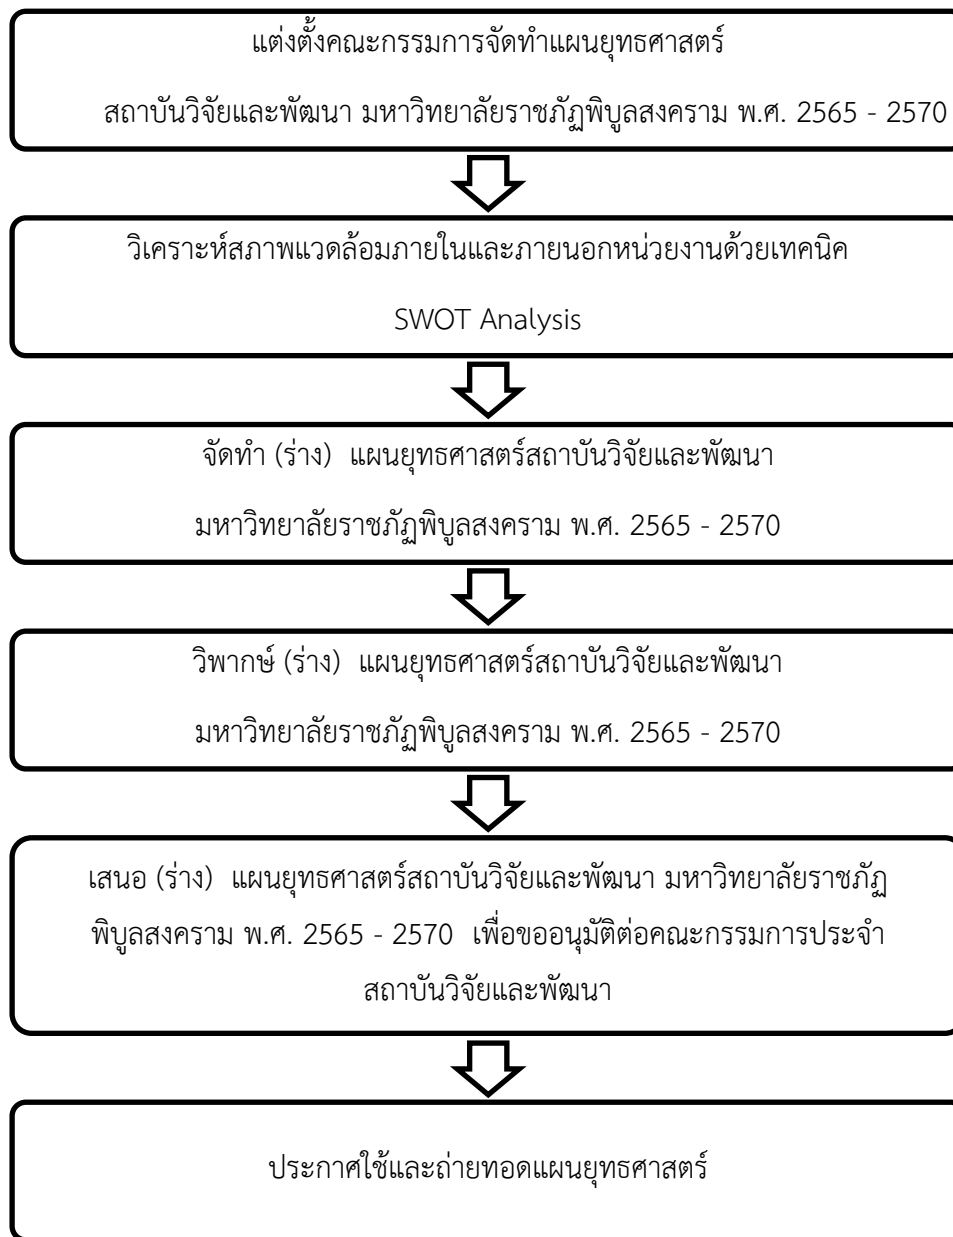 แต่งตั้งคณะกรรมการจัดทำแผนยุทธศาสตร์
สถาบันวิจัยและพัฒนา มหาวิทยาลัยราชภัฏพิบูลสงคราม พ.ศ. 2565 - 2570
วิเคราะห์สภาพแวดล้อมภายในและภายนอกหน่วยงานด้วยเทคนิค
SWOT Analysis
จัดทำ (ร่าง) แผนยุทธศาสตร์สถาบันวิจัยและพัฒนา
มหาวิทยาลัยราชภัฏพิบูลสงคราม พ.ศ. 2565 - 2570
วิพากษ์ (ร่าง) แผนยุทธศาสตร์สถาบันวิจัยและพัฒนา
มหาวิทยาลัยราชภัฏพิบูลสงคราม พ.ศ. 2565 - 2570
เสนอ (ร่าง) แผนยุทธศาสตร์สถาบันวิจัยและพัฒนา มหาวิทยาลัยราชภัฏ
พิบูลสงคราม พ.ศ. 2565 - 2570 เพื่อขออนุมัติต่อคณะกรรมการประจำ
สถาบันวิจัยและพัฒนา
ประกาศใช้และถ่ายทอดแผนยุทธศาสตร์